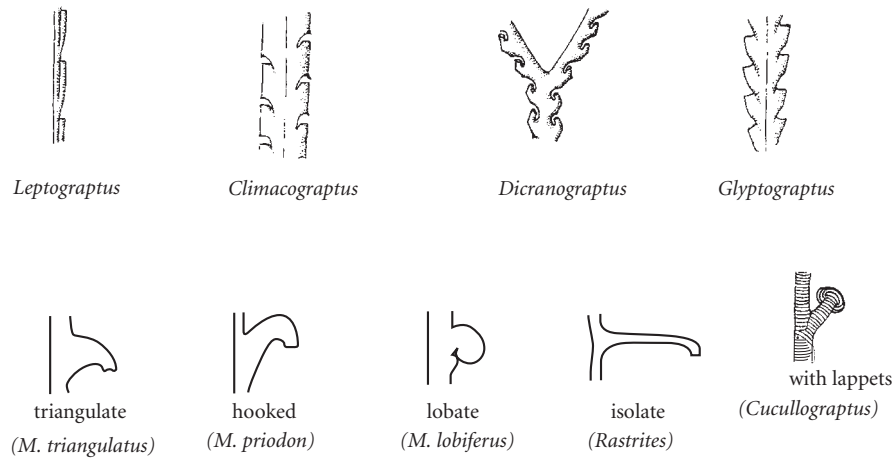 Leptograptus
Climacograptus
Dicranograptus
Glyptograptus
triangulate
(M. triangulatus)
hooked
(M. priodon)
lobate
(M. lobiferus)
isolate
(Rastrites)
with lappets
(Cucullograptus)